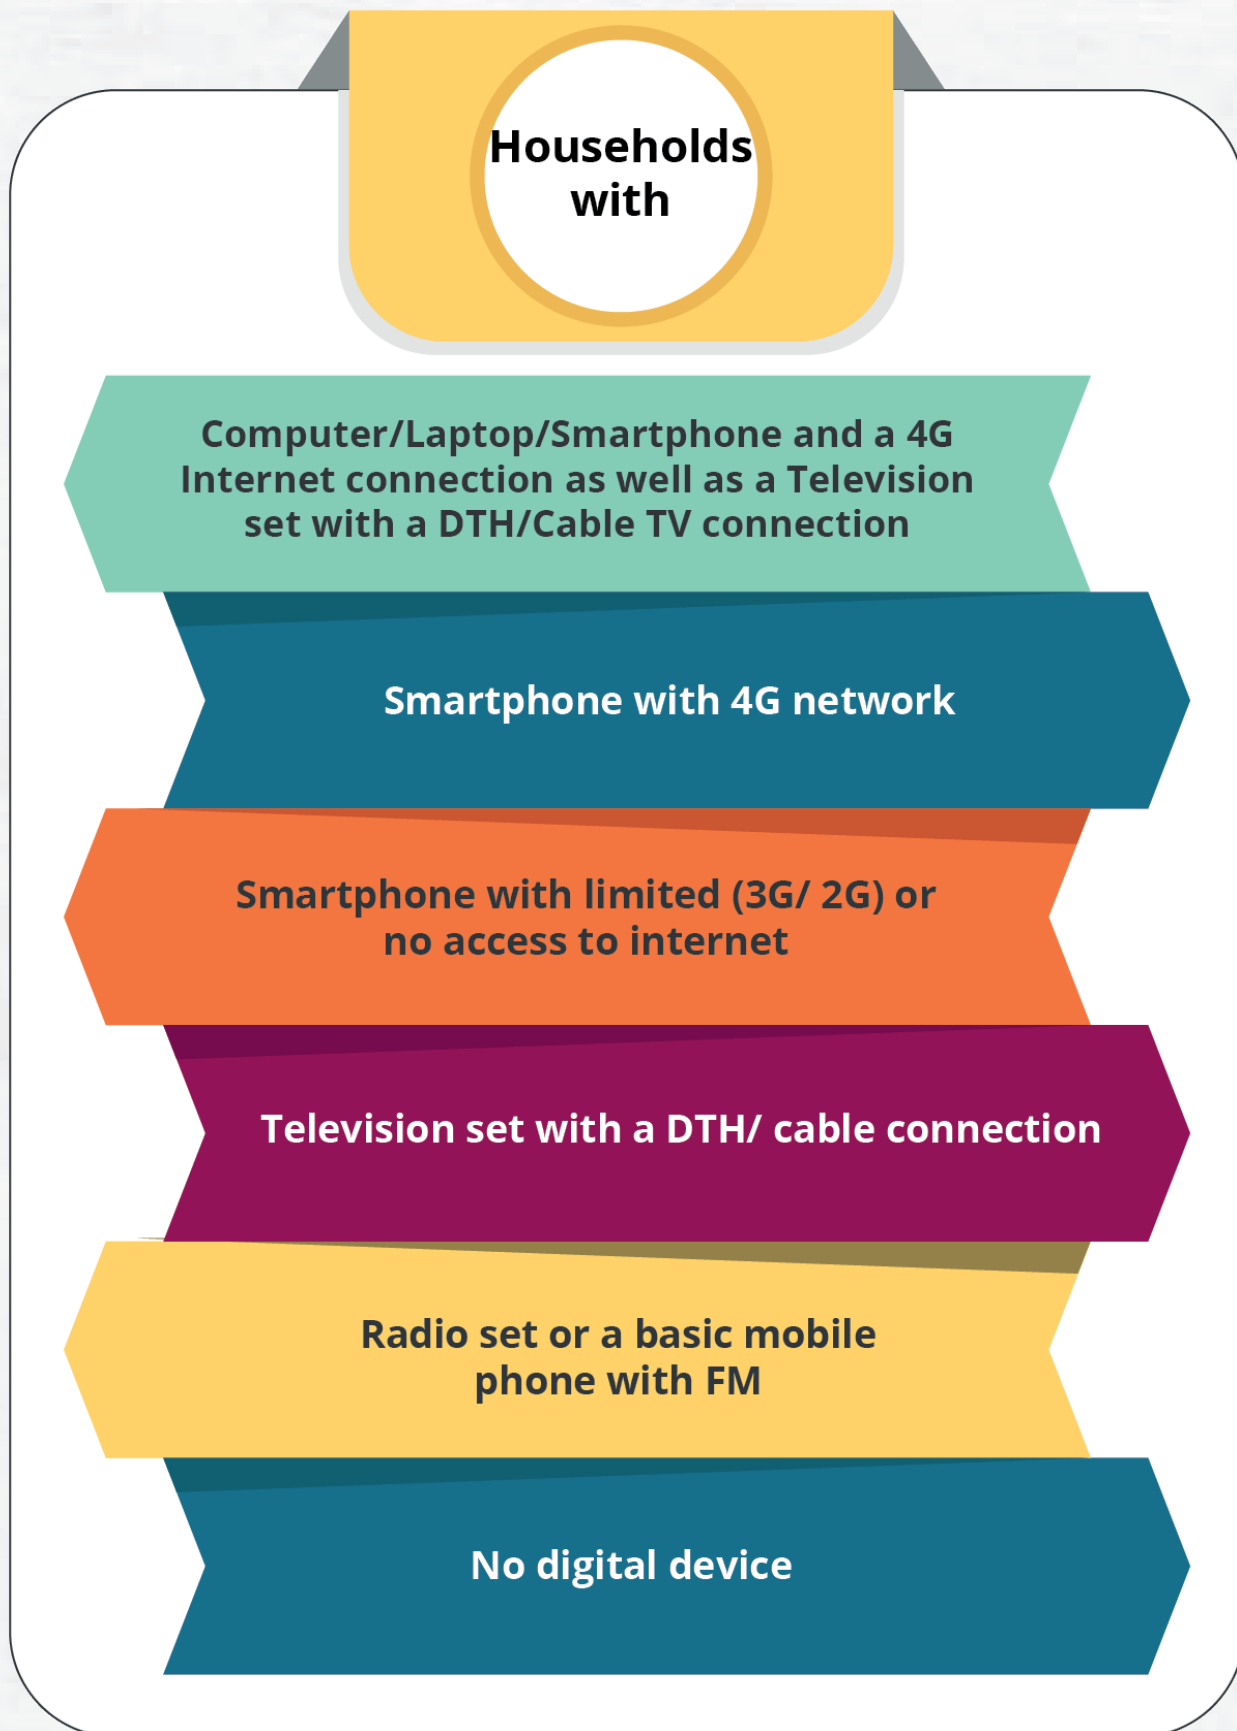 Households
with
Computer/Laptop/Smartphone and a 4G
Internet connection as well as a Television
set with a DTH/Cable TV connection
Smartphone with 4G network
Smartphone with limited (3G/ 2G) or
no access to internet
Television set with a DTH/ cable connection
Radio set or a basic mobile
phone with FM
No digital device